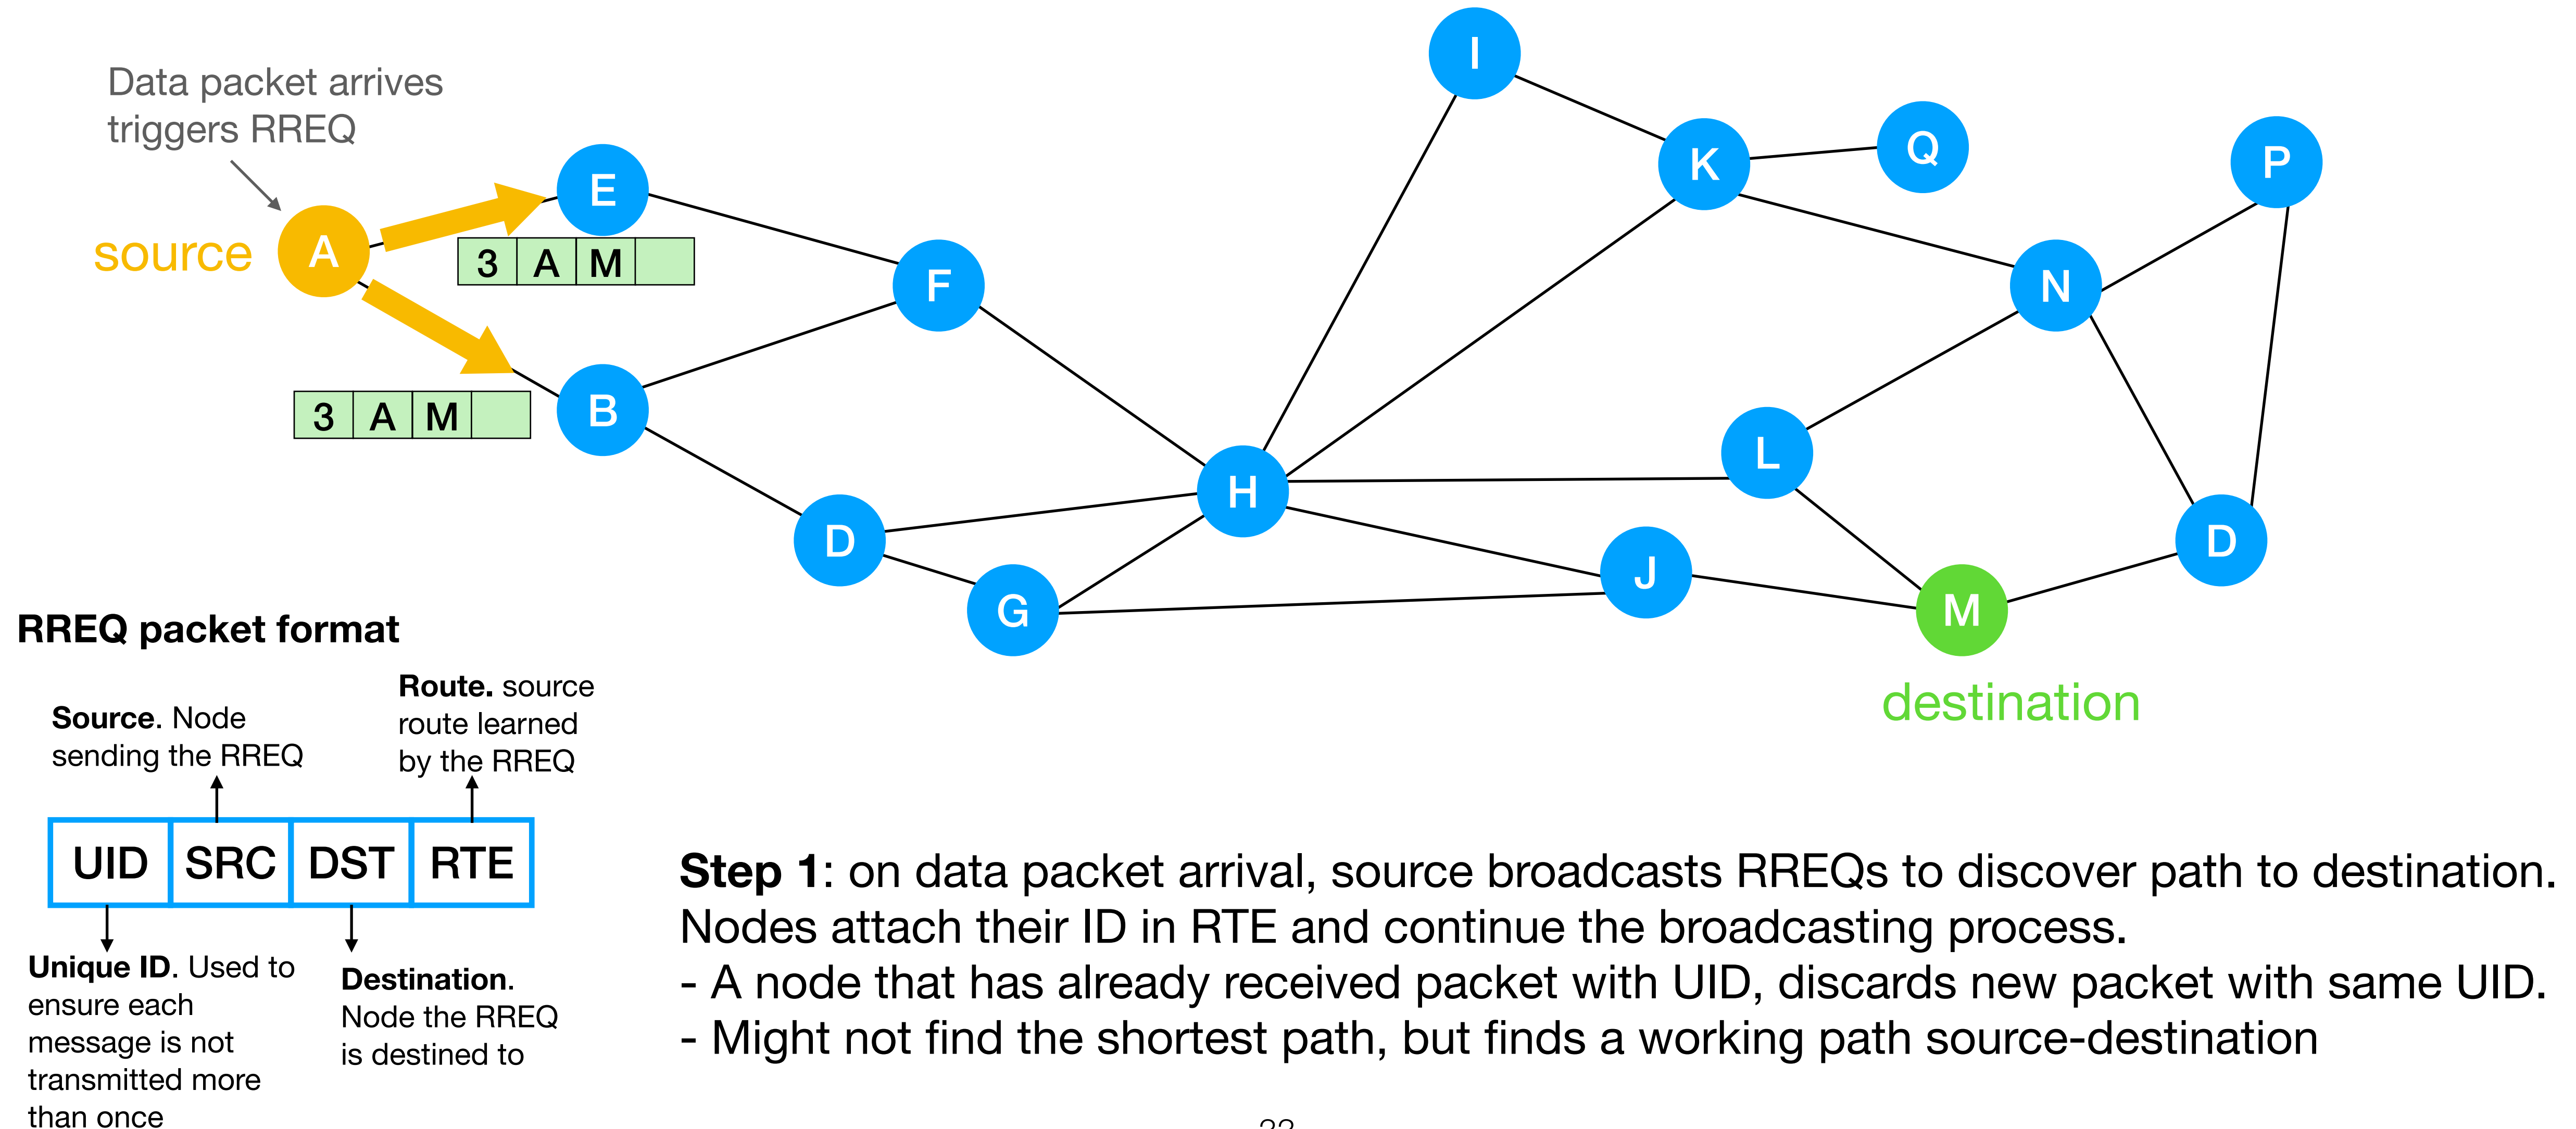 Data packet arrives
triggers RREQ
source
A
E
3 A M
B
3 A M
F
D
G
H
I
K
Q
P
N
L
J
M
D
destination
RREQ packet format
Source. Node
sending the RREQ
Route. source
route learned
by the RREQ
UID SRC DST RTE
Unique ID. Used to
ensure each
message is not
transmitted more
than once
Destination.
Node the RREQ
is destined to
Step 1: on data packet arrival, source broadcasts RREQs to discover path to destination.
Nodes attach their ID in RTE and continue the broadcasting process.
- A node that has already received packet with UID, discards new packet with same UID.
- Might not find the shortest path, but finds a working path source-destination